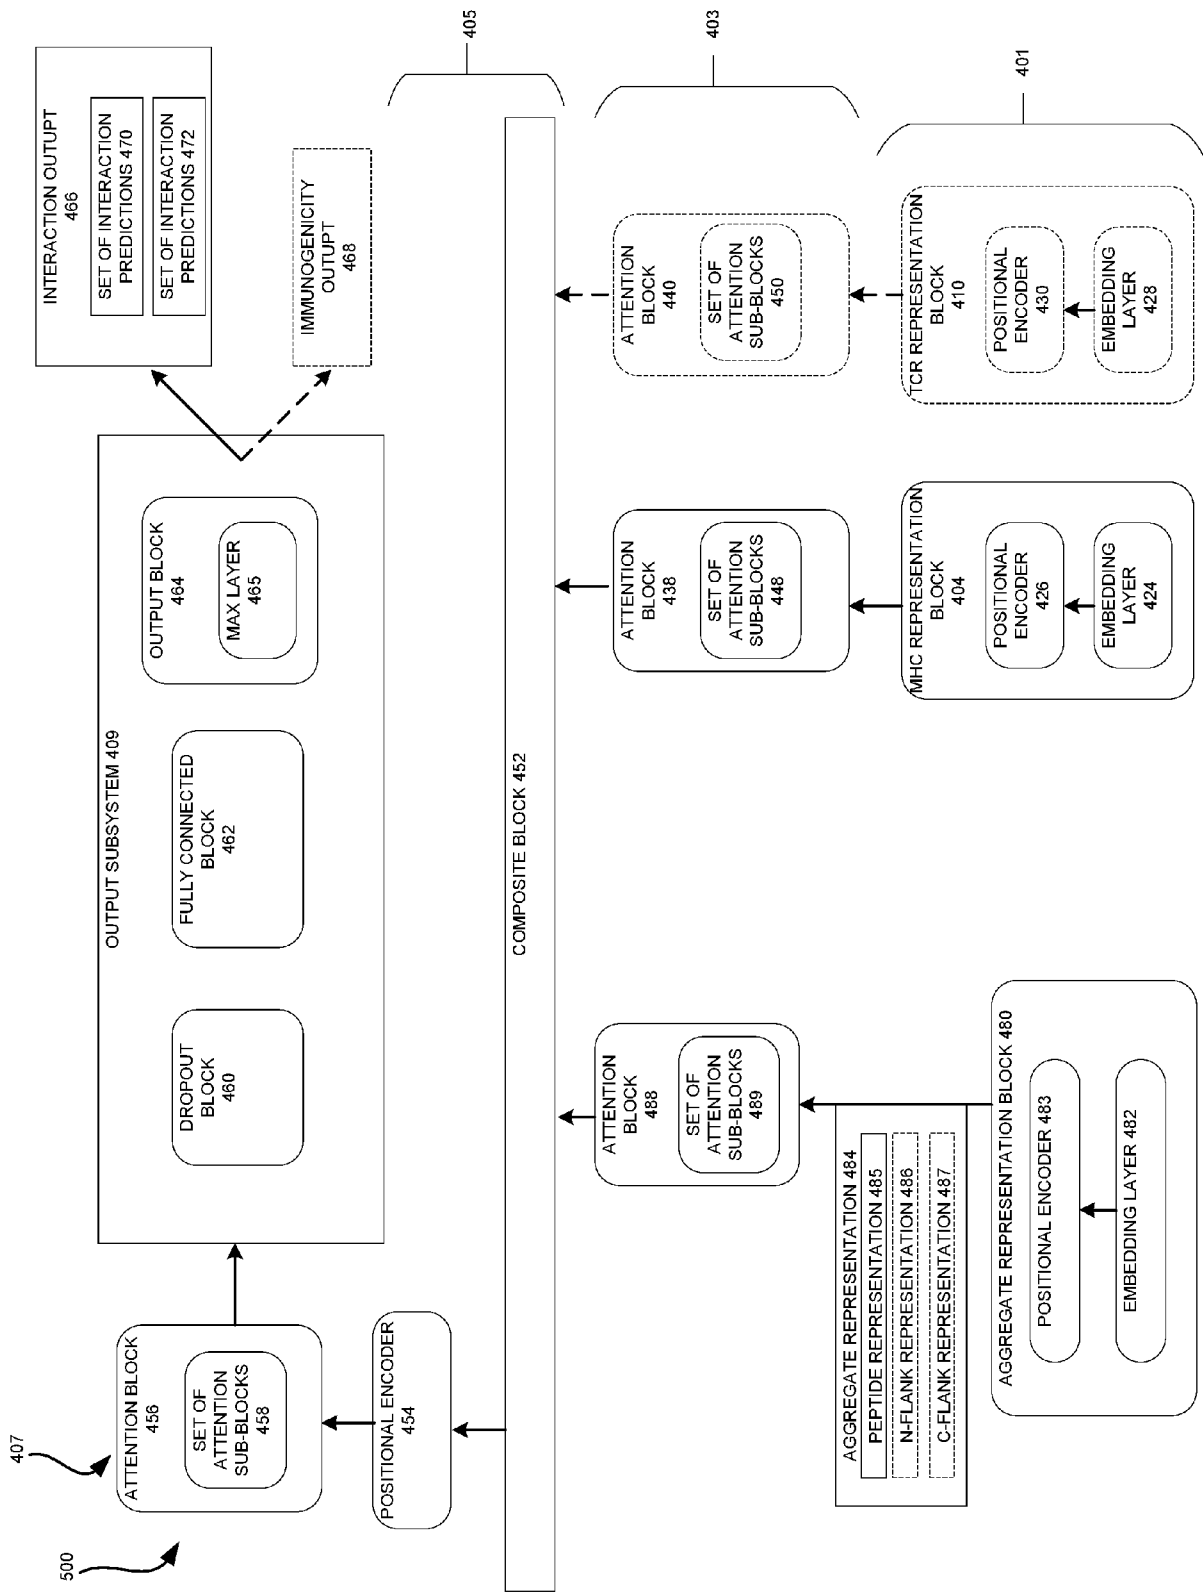 500
407
ATTENTION BLOCK
456
SET OF
ATTENTION
SUB-BLOCKS
458
POSITIONAL ENCODER
454
OUTPUT SUBSYSTEM 409
DROPOUT
BLOCK
460
FULLY CONNECTED
BLOCK
462
OUTPUT BLOCK
464
MAX LAYER
465
INTERACTION OUTUPT
466
SET OF INTERACTION
PREDICTIONS 470
SET OF INTERACTION
PREDICTIONS 472
IMMUNOGENICITY
OUTUPT
468
405
COMPOSITE BLOCK 452
403
ATTENTION
BLOCK
488
SET OF
ATTENTION
SUB-BLOCKS
489
ATTENTION
BLOCK
438
SET OF
ATTENTION
SUB-BLOCKS
448
ATTENTION
BLOCK
440
SET OF
ATTENTION
SUB-BLOCKS
450
401
AGGREGATE REPRESENTATION 484
PEPTIDE REPRESENTATION 485
N-FLANK REPRESENTATION 486
C-FLANK REPRESENTATION 487
AGGREGATE REPRESENTATION BLOCK 480
POSITIONAL ENCODER 483
EMBEDDING LAYER 482
MHC REPRESENTATION
BLOCK
404
POSITIONAL
ENCODER
426
EMBEDDING
LAYER
424
TCR REPRESENTATION
BLOCK
410
POSITIONAL
ENCODER
430
EMBEDDING
LAYER
428